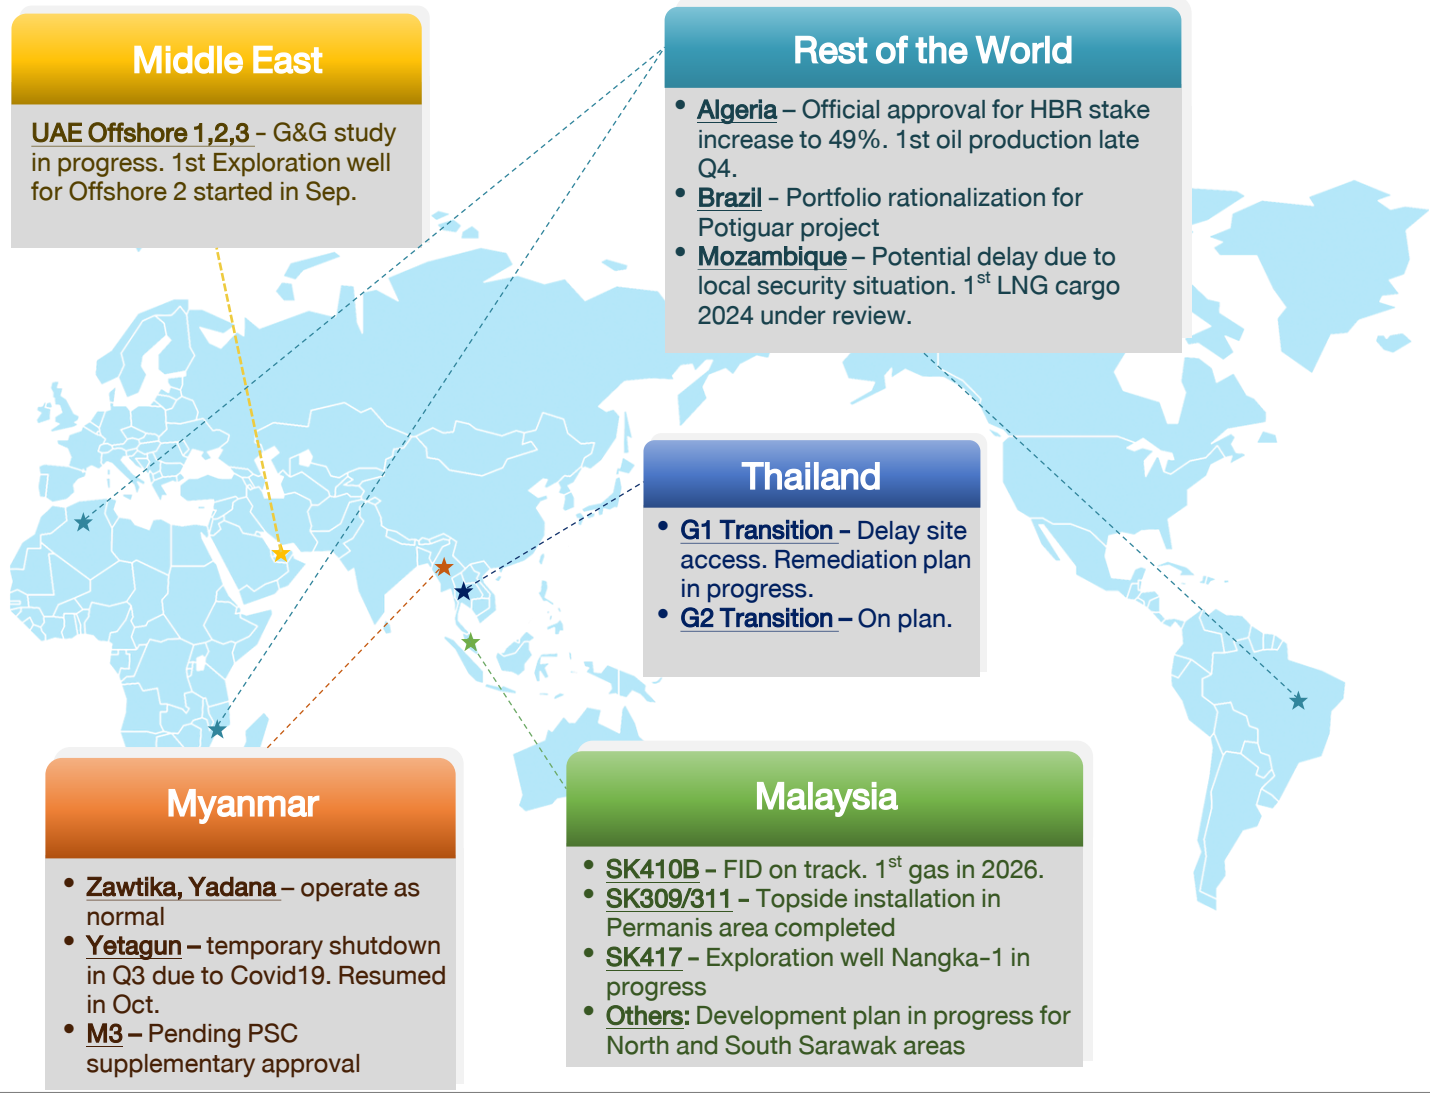 Middle East
UAE Offshore 1,2,3 - G&G study
in progress. 1st Exploration well
for Offshore 2 started in Sep.
Rest of the World
• Algeria – Official approval for HBR stake
increase to 49%. 1st oil production late
Q4.
• Brazil - Portfolio rationalization for
Potiguar project
• Mozambique – Potential delay due to
local security situation. 1st LNG cargo
2024 under review.
Thailand
• G1 Transition – Delay site
access. Remediation plan
in progress.
• G2 Transition – On plan.
Myanmar
• Zawtika, Yadana – operate as
normal
• Yetagun – temporary shutdown
in Q3 due to Covid19. Resumed
in Oct.
• M3 – Pending PSC
supplementary approval
Malaysia
• SK410B – FID on track. 1st gas in 2026.
• SK309/311 – Topside installation in
Permanis area completed
• SK417 - Exploration well Nangka-1 in
progress
• Others: Development plan in progress for
North and South Sarawak areas